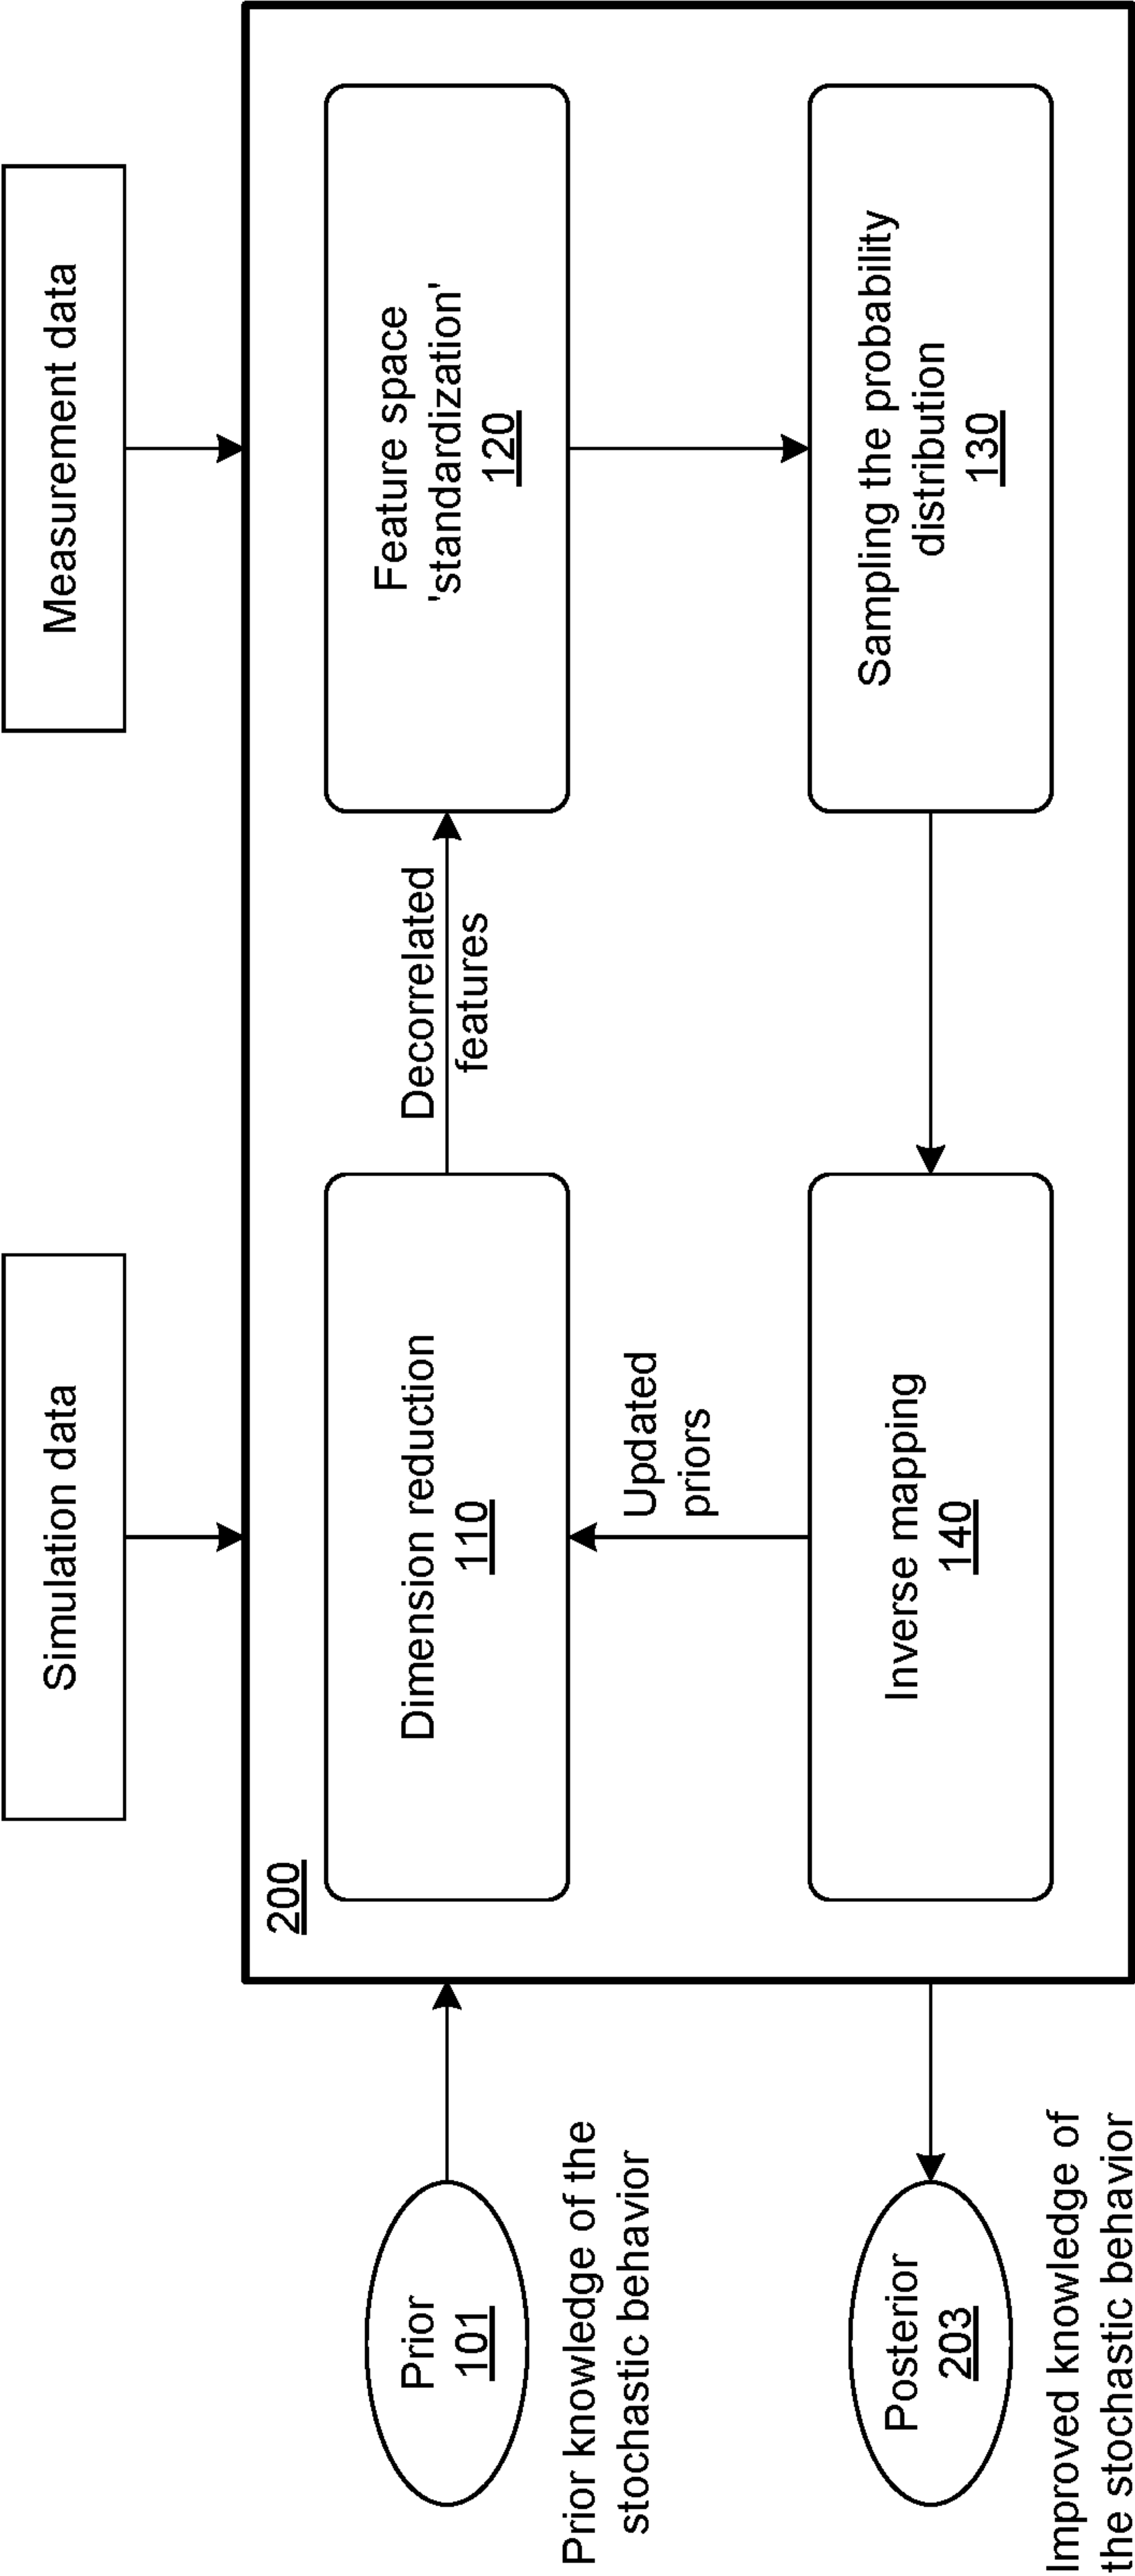 Simulation data
Measurement data
200
Prior
101
Prior knowledge of the
stochastic behavior
Dimension reduction
110
Decorrelated
features
Feature space
'standardization'
120
Updated
priors
Posterior
203
Improved knowledge of
the stochastic behavior
Inverse mapping
140
Sampling the probability
distribution
130